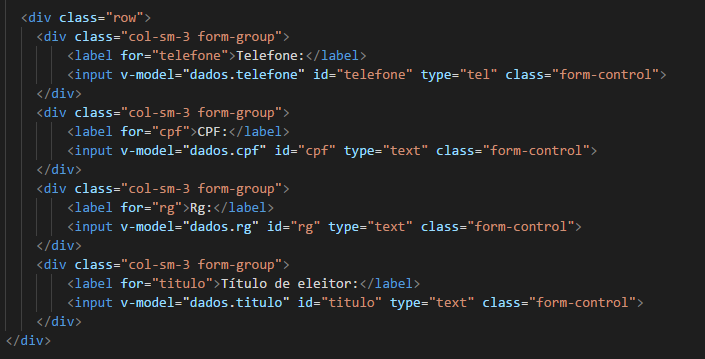 <div class="row">
<div class="col-sm-3 form-group">
<label for="telefone">Telefone:</label>
<input v-model="dados.telefone" id="telefone" type="tel" class="form-control">
</div>
<div class="col-sm-3 form-group">
<label for="cpf">CPF:</label>
<input v-model="dados.cpf" id="cpf" type="text" class="form-control">
</div>
<div class="col-sm-3 form-group">
<label for="rg">Rg:</label>
<input v-model="dados.rg" id="rg" type="text" class="form-control">
</div>
<div class="col-sm-3 form-group">
<label for="titulo">Título de eleitor:</label>
<input v-model="dados.titulo" id="titulo" type="text" class="form-control">
</div>
</div>